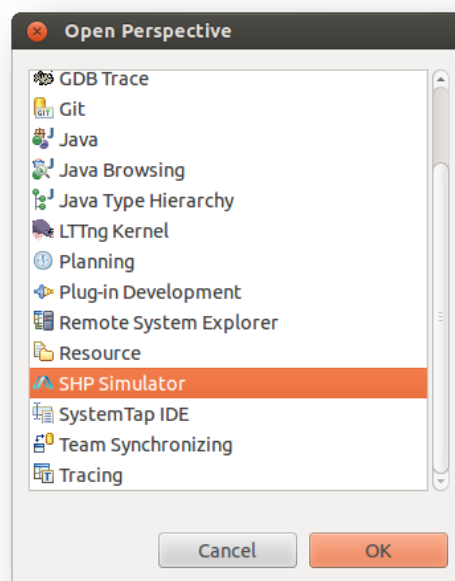 Open Perspective
GDB Trace
Git
Java
Java Browsing
Java Type Hierarchy
LTTng Kernel
Planning
Plug-in Development
Remote System Explorer
Resource
SHP Simulator
SystemTap IDE
Team Synchronizing
Tracing
Cancel OK